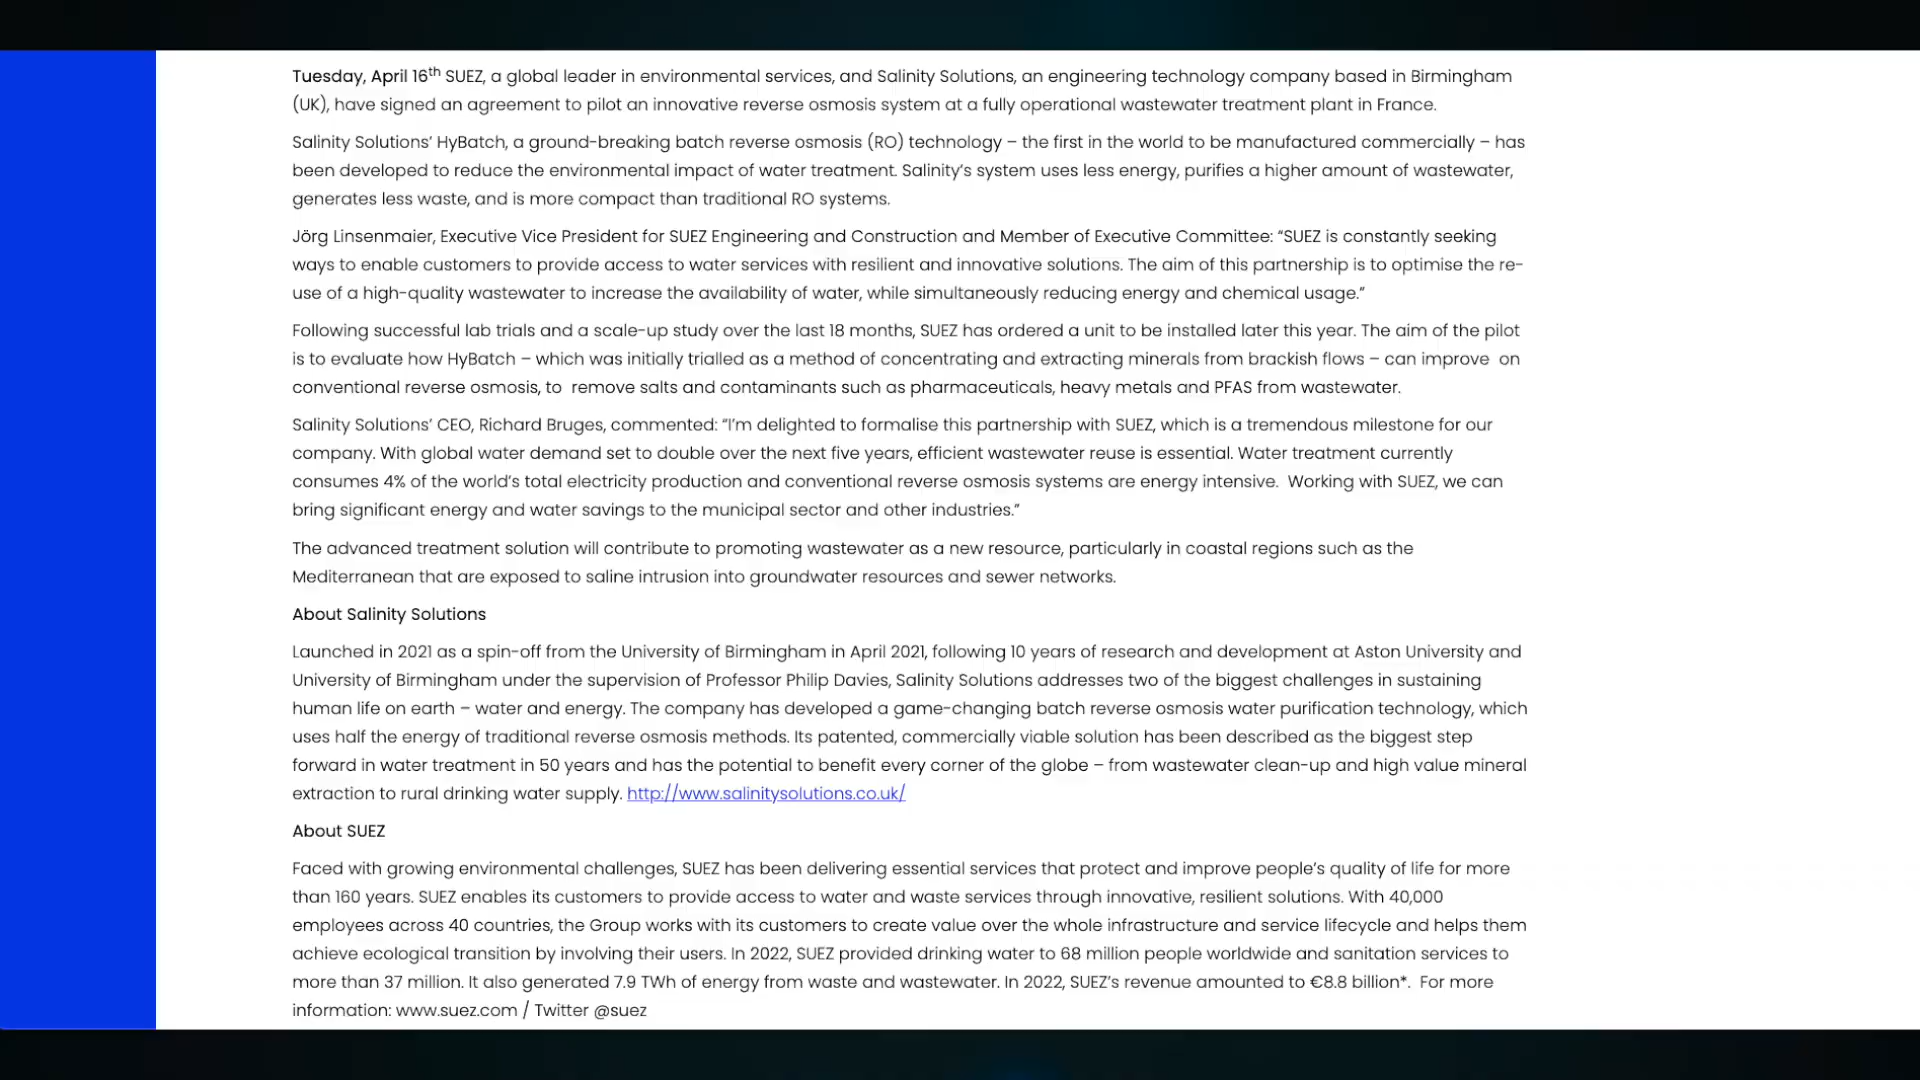 Tuesday, April 16th SUEZ, a global leader in environmental services, and Salinity Solutions, an engineering technology company based in Birmingham
(UK), have signed an agreement to pilot an innovative reverse osmosis system at a fully operational wastewater treatment plant in France.
Salinity Solutions’ HyBatch, a ground-breaking batch reverse osmosis (RO) technology – the first in the world to be manufactured commercially – has
been developed to reduce the environmental impact of water treatment. Salinity’s system uses less energy, purifies a higher amount of wastewater,
generates less waste, and is more compact than traditional RO systems.
Jörg Linsenmaier, Executive Vice President for SUEZ Engineering and Construction and Member of Executive Committee: “SUEZ is constantly seeking
ways to enable customers to provide access to water services with resilient and innovative solutions. The aim of this partnership is to optimise the re-
use of a high-quality wastewater to increase the availability of water, while simultaneously reducing energy and chemical usage.”
Following successful lab trials and a scale-up study over the last 18 months, SUEZ has ordered a unit to be installed later this year. The aim of the pilot
is to evaluate how HyBatch – which was initially trialled as a method of concentrating and extracting minerals from brackish flows – can improve  on
conventional reverse osmosis, to  remove salts and contaminants such as pharmaceuticals, heavy metals and PFAS from wastewater.
Salinity Solutions’ CEO, Richard Bruges, commented: “I’m delighted to formalise this partnership with SUEZ, which is a tremendous milestone for our
company. With global water demand set to double over the next five years, efficient wastewater reuse is essential. Water treatment currently
consumes 4% of the world’s total electricity production and conventional reverse osmosis systems are energy intensive.  Working with SUEZ, we can
bring significant energy and water savings to the municipal sector and other industries.”
The advanced treatment solution will contribute to promoting wastewater as a new resource, particularly in coastal regions such as the
Mediterranean that are exposed to saline intrusion into groundwater resources and sewer networks.
About Salinity Solutions
Launched in 2021 as a spin-off from the University of Birmingham in April 2021, following 10 years of research and development at Aston University and
University of Birmingham under the supervision of Professor Philip Davies, Salinity Solutions addresses two of the biggest challenges in sustaining
human life on earth – water and energy. The company has developed a game-changing batch reverse osmosis water purification technology, which
uses half the energy of traditional reverse osmosis methods. Its patented, commercially viable solution has been described as the biggest step
forward in water treatment in 50 years and has the potential to benefit every corner of the globe – from wastewater clean-up and high value mineral
extraction to rural drinking water supply. http://www.salinitysolutions.co.uk/
About SUEZ
Faced with growing environmental challenges, SUEZ has been delivering essential services that protect and improve people’s quality of life for more
than 160 years. SUEZ enables its customers to provide access to water and waste services through innovative, resilient solutions. With 40,000
employees across 40 countries, the Group works with its customers to create value over the whole infrastructure and service lifecycle and helps them
achieve ecological transition by involving their users. In 2022, SUEZ provided drinking water to 68 million people worldwide and sanitation services to
more than 37 million. It also generated 7.9 TWh of energy from waste and wastewater. In 2022, SUEZ’s revenue amounted to €8.8 billion*.  For more
information: www.suez.com / Twitter @suez